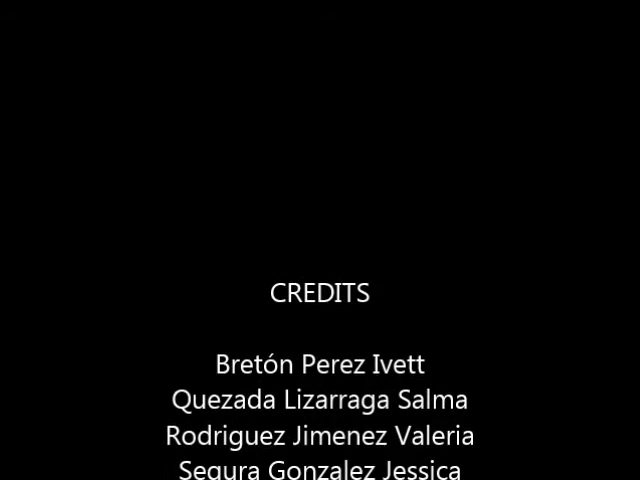 CREDITS
Bretón Perez Ivett
Quezada Lizarraga Salma
Rodriguez Jimenez Valeria
Segura Gonzalez Jessica